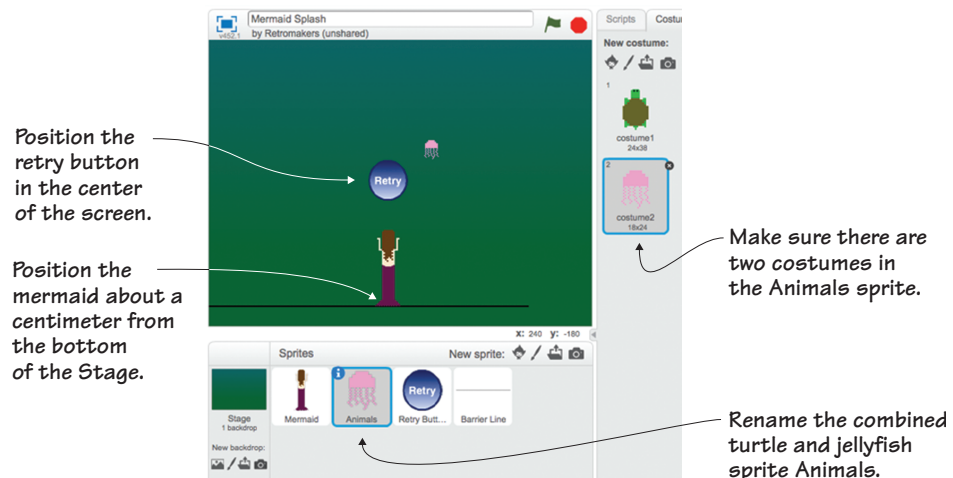 Mermaid Splash
by Retromakers (unshared)
v452.1
Scripts
Costu
New costume:
1
costume1
24x38
2
costume2
18x24
Retry
Position the
retry button
in the center
of the screen.
Position the
mermaid about a
centimeter from
the bottom
of the Stage.
Make sure there are
two costumes in
the Animals sprite.
x: 240 y: -180
Sprites
New sprite:
Stage
1 backdrop
New backdrop:
Mermaid
Animals
Retry
Retry Butt...
Barrier Line
Rename the combined
turtle and jellyfish
sprite Animals.